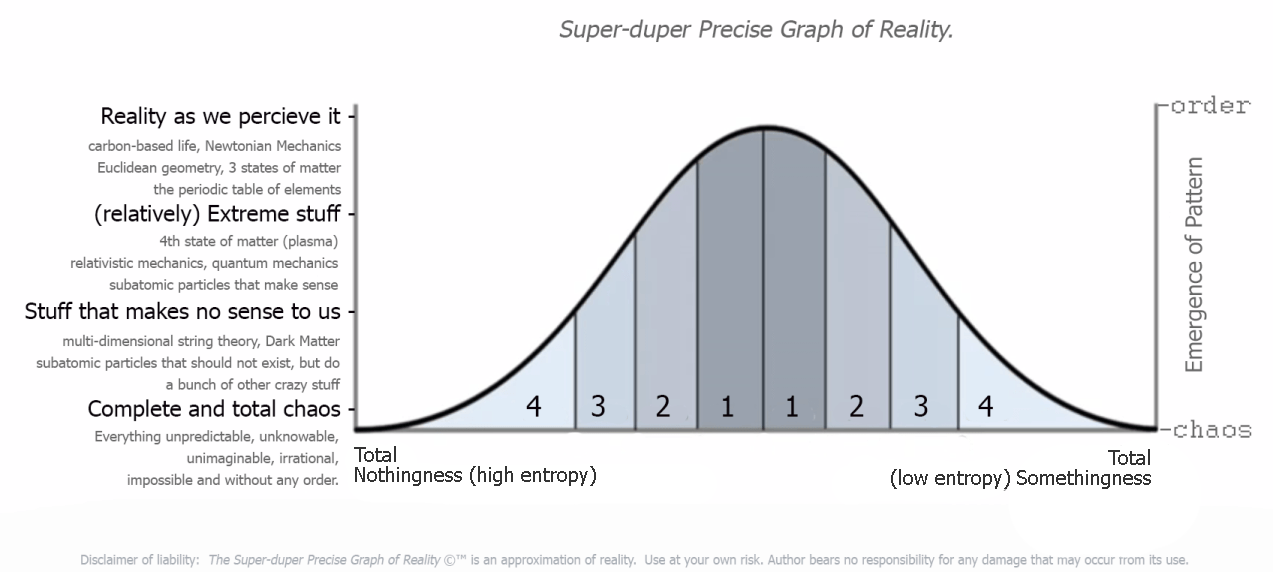 Super-duper Precise Graph of Reality.
Reality as we percieve it
carbon-based life, Newtonian Mechanics
Euclidean geometry, 3 states of matter
the periodic table of elements
(relatively) Extreme stuff
4th state of matter (plasma)
relativistic mechanics, quantum mechanics
subatomic particles that make sense
Stuff that makes no sense to us
multi-dimensional string theory, Dark Matter
subatomic particles that should not exist, but do
a bunch of other crazy stuff
Complete and total chaos
Everything unpredictable, unknowable,
unimaginable, irrational,
impossible and without any order.
4 3 2 1 1 2 3 4
order
Emergence of Pattern
chaos
Total
Nothingness (high entropy)
Total
(low entropy) Somethingness
Disclaimer of liability: The Super-duper Precise Graph of Reality ©™ is an approximation of reality. Use at your own risk. Author bears no responsibility for any damage that may occur from its use.